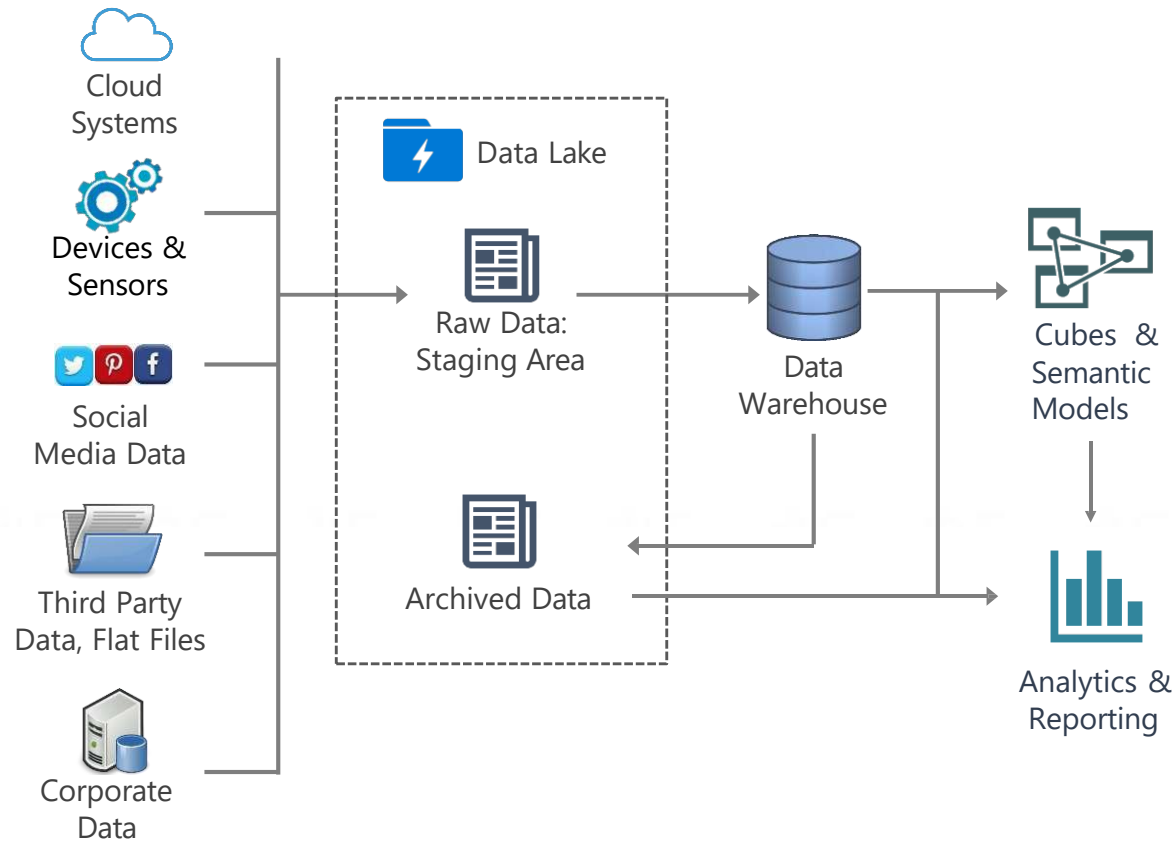 Cloud
Systems
Devices &
Sensors
Social
Media Data
Third Party
Data, Flat Files
Corporate
Data
Data Lake
Raw Data:
Staging Area
Archived Data
Data
Warehouse
Cubes &
Semantic
Models
Analytics &
Reporting